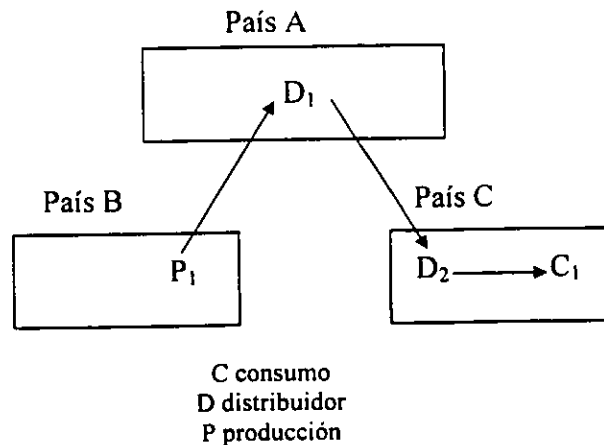 País A
D₁
País B
País C
P₁
D₂
C₁
C consumo
D distribuidor
P producción